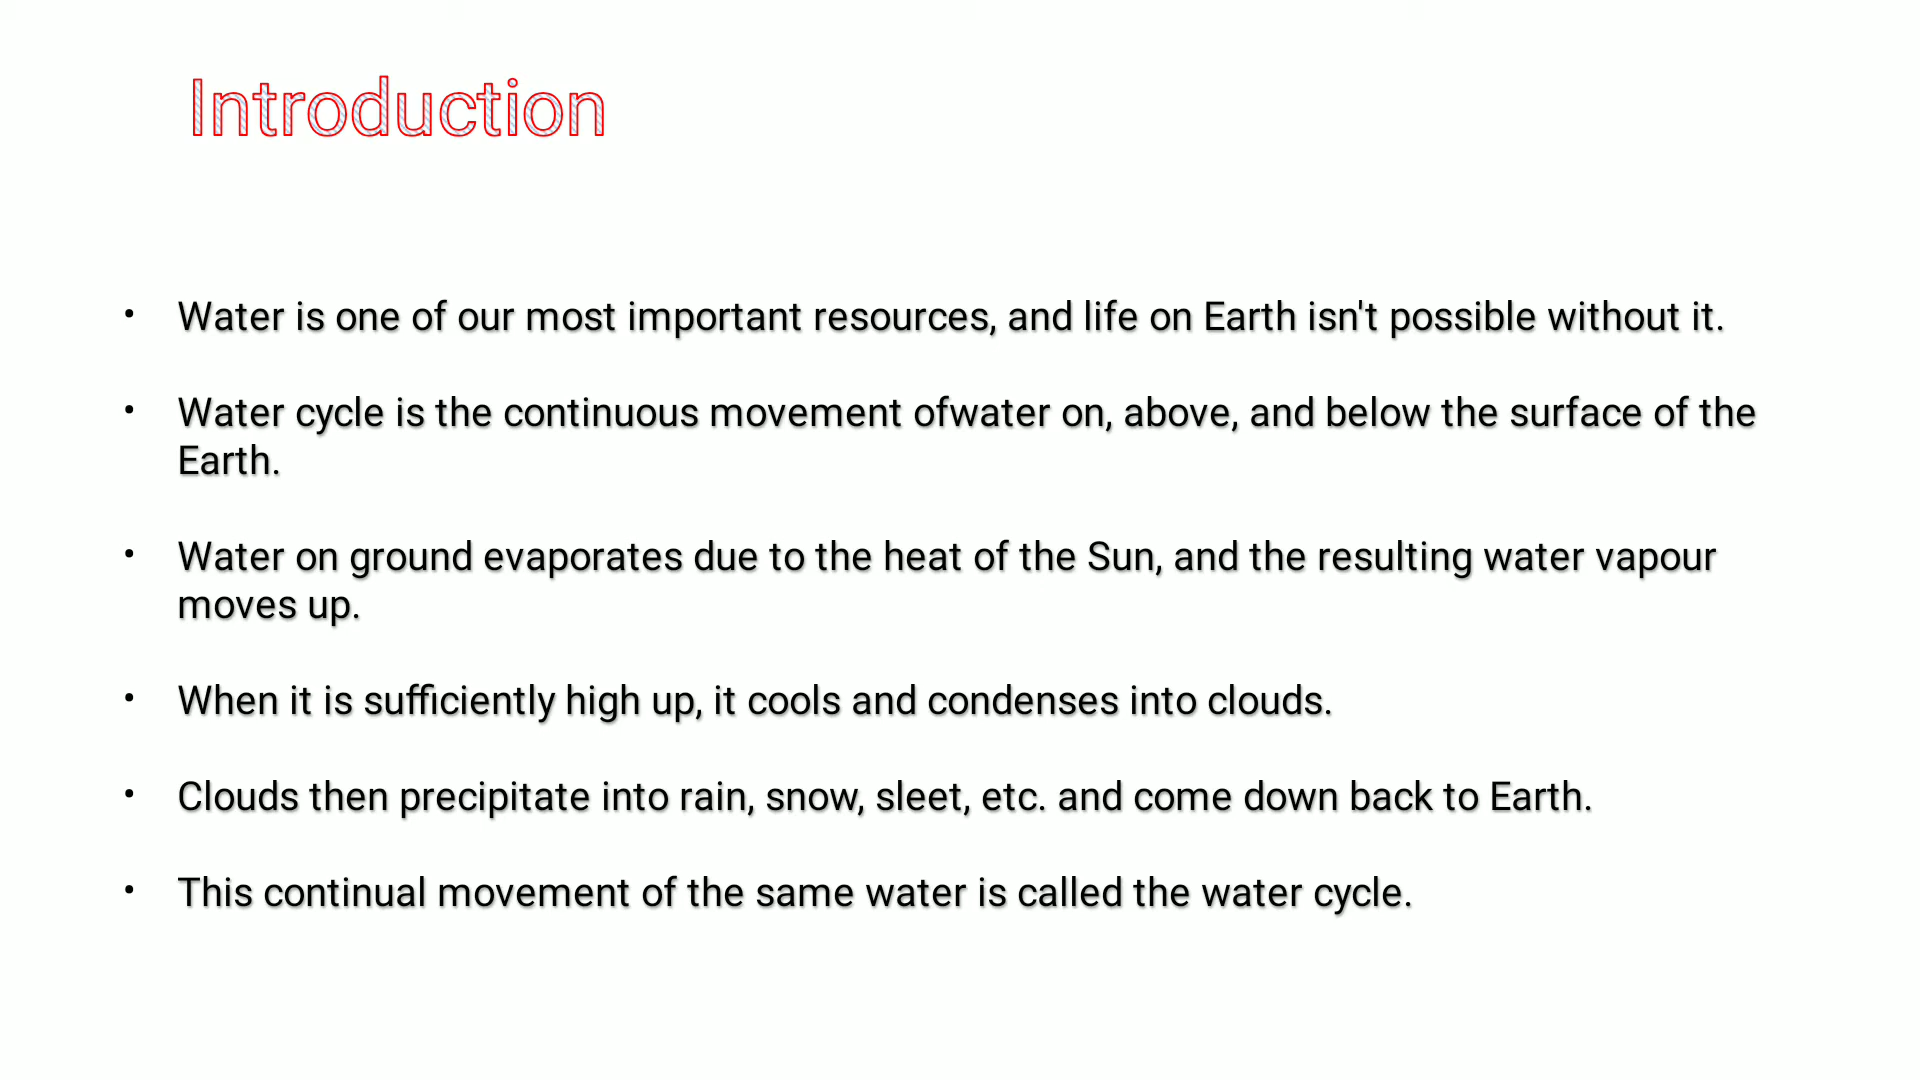 Introduction
• Water is one of our most important resources, and life on Earth isn't possible without it.
• Water cycle is the continuous movement ofwater on, above, and below the surface of the
Earth.
• Water on ground evaporates due to the heat of the Sun, and the resulting water vapour
moves up.
• When it is sufficiently high up, it cools and condenses into clouds.
• Clouds then precipitate into rain, snow, sleet, etc. and come down back to Earth.
• This continual movement of the same water is called the water cycle.